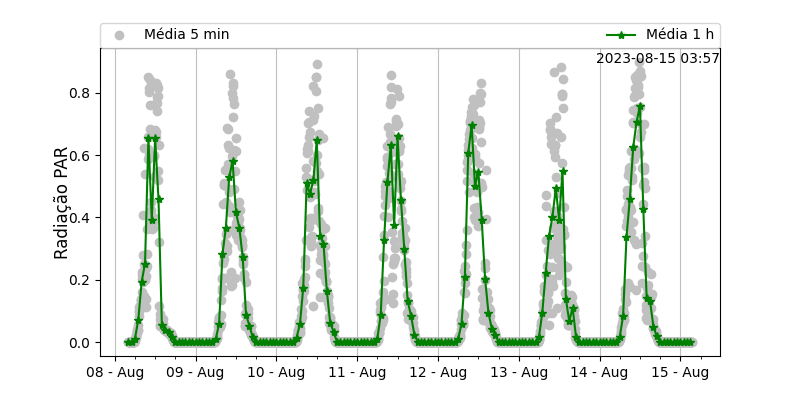 Média 5 min
Média 1 h
2023-08-15 03:57
Radiação PAR
0.8
0.6
0.4
0.2
0.0
08 - Aug
09 - Aug
10 - Aug
11 - Aug
12 - Aug
13 - Aug
14 - Aug
15 - Aug